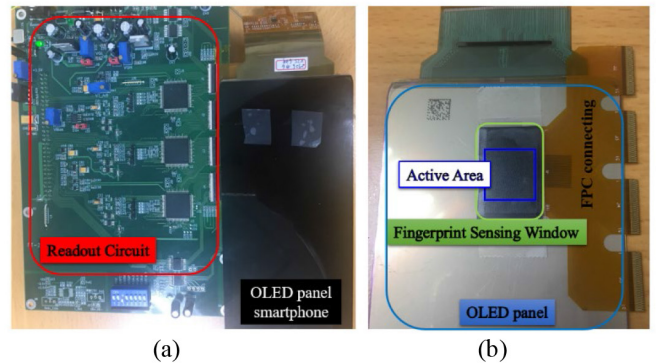 Readout Circuit
OLED panel
smartphone
Active Area
Fingerprint Sensing Window
FPC connecting
OLED panel
(a)
(b)